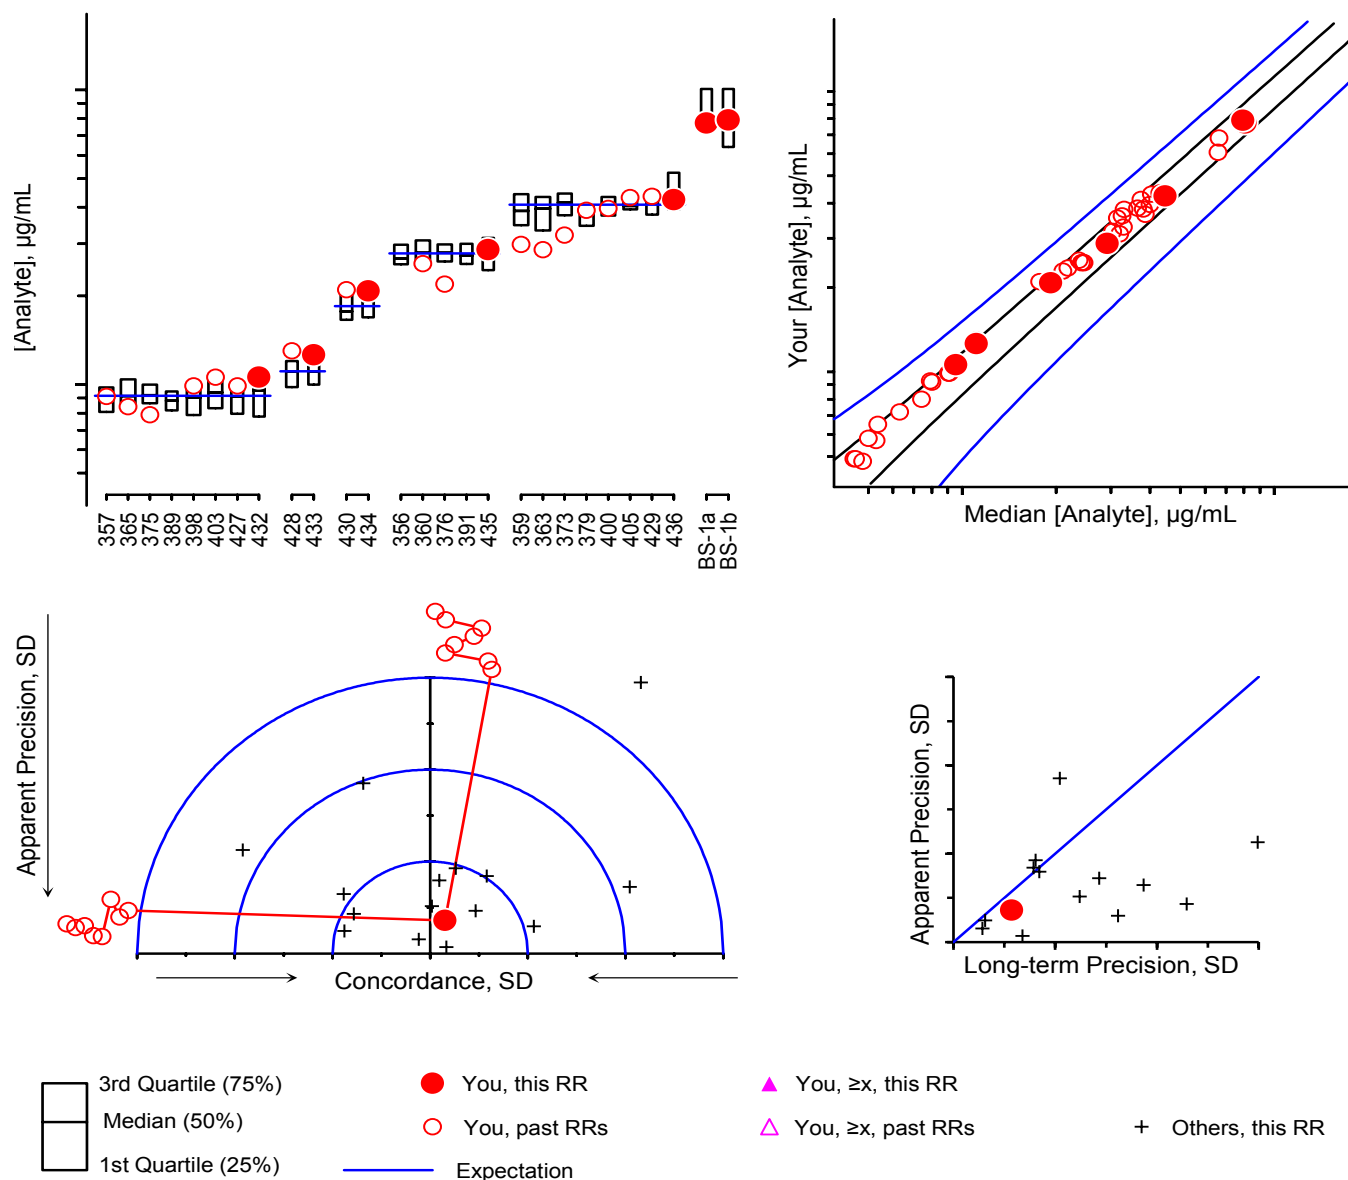 [Analyte], µg/mL
357
365
375
389
398
403
427
432
428
433
430
434
356
360
376
391
435
359
363
373
379
400
405
429
436
BS-1a
BS-1b
Your [Analyte], µg/mL
Median [Analyte], µg/mL
Apparent Precision, SD
Concordance, SD
Apparent Precision, SD
Long-term Precision, SD
3rd Quartile (75%)
Median (50%)
1st Quartile (25%)
You, this RR
You, past RRs
Expectation
You, ≥x, this RR
You, ≥x, past RRs
Others, this RR